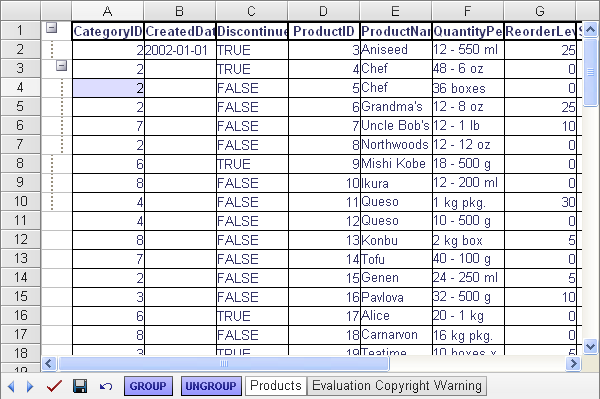 A B C D E F G
1 CategoryID CreatedDat Discontinue ProductID ProductNam QuantityPe ReorderLev
2 2 2002-01-01 TRUE 3 Aniseed 12 - 550 ml 25
3 2 TRUE 4 Chef 48 - 6 oz 0
4 2 FALSE 5 Chef 36 boxes 0
5 2 FALSE 6 Grandma's 12 - 8 oz 25
6 7 FALSE 7 Uncle Bob's 12 - 1 lb 10
7 2 FALSE 8 Northwoods 12 - 12 oz 0
8 6 TRUE 9 Mishi Kobe 18 - 500 g 0
9 8 FALSE 10 Ikura 12 - 200 ml 0
10 4 FALSE 11 Queso 1 kg pkg. 30
11 4 FALSE 12 Queso 10 - 500 g 0
12 8 FALSE 13 Konbu 2 kg box 5
13 7 FALSE 14 Tofu 40 - 100 g 0
14 2 FALSE 15 Genen 24 - 250 ml 5
15 3 FALSE 16 Pavlova 32 - 500 g 10
16 6 TRUE 17 Alice 20 - 1 kg 0
17 8 FALSE 18 Carnarvon 16 kg pkg. 0
18 3 TRUE 19 Teatime 10 boxes x 5
19
GROUP UNGROUP Products Evaluation Copyright Warning